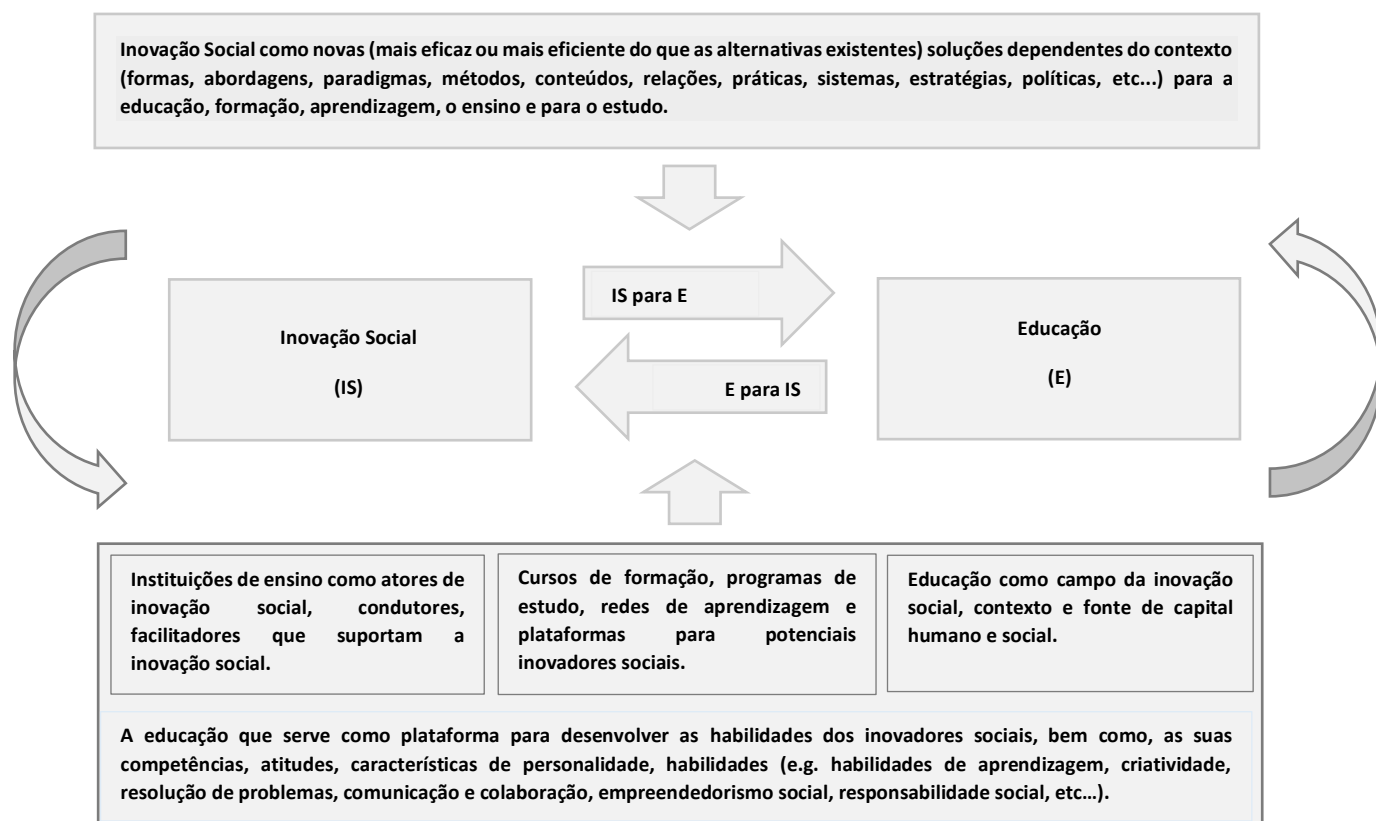 Inovação Social como novas (mais eficaz ou mais eficiente do que as alternativas existentes) soluções dependentes do contexto
(formas, abordagens, paradigmas, métodos, conteúdos, relações, práticas, sistemas, estratégias, políticas, etc...) para a
educação, formação, aprendizagem, o ensino e para o estudo.
IS para E
Inovação Social
(IS)
Educação
(E)
E para IS
Instituições de ensino como atores de
inovação social, condutores,
facilitadores que suportam a
inovação social.
Cursos de formação, programas de
estudo, redes de aprendizagem e
plataformas para potenciais
inovadores sociais.
Educação como campo da inovação
social, contexto e fonte de capital
humano e social.
A educação que serve como plataforma para desenvolver as habilidades dos inovadores sociais, bem como, as suas
competências, atitudes, características de personalidade, habilidades (e.g. habilidades de aprendizagem, criatividade,
resolução de problemas, comunicação e colaboração, empreendedorismo social, responsabilidade social, etc...).